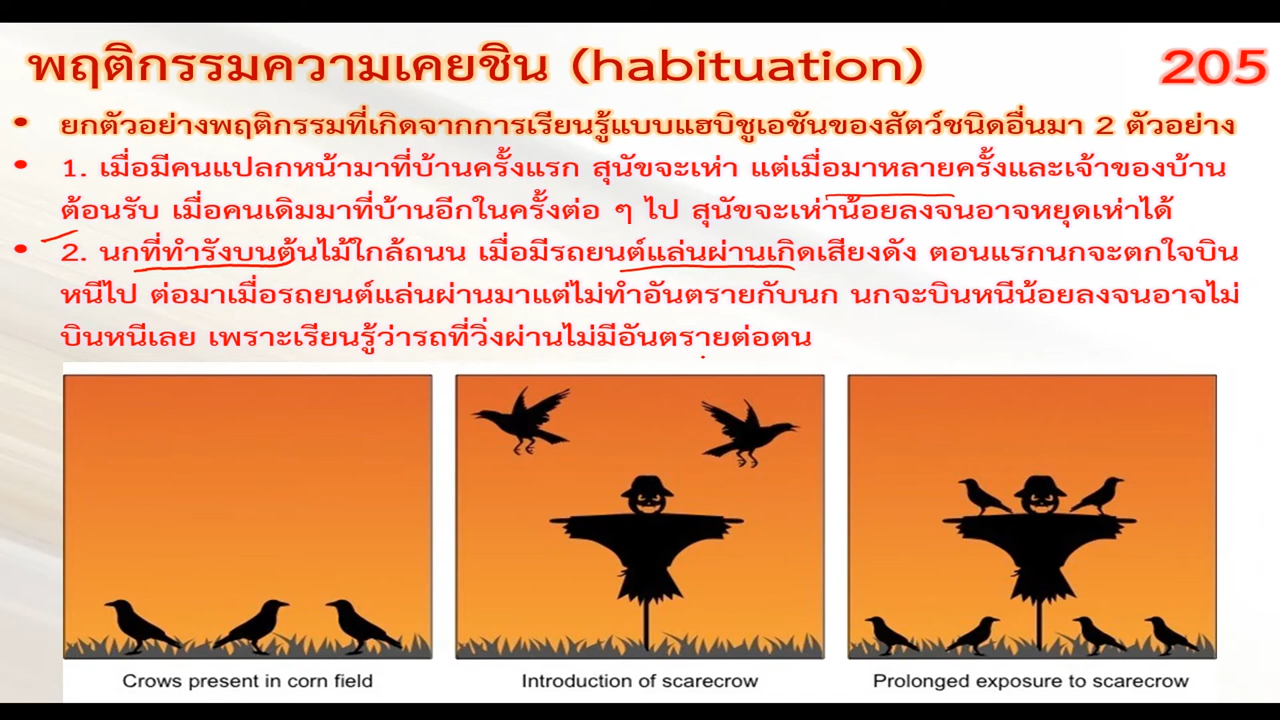 พฤติกรรมความเคยชิน (habituation)
205
• ยกตัวอย่างพฤติกรรมที่เกิดจากการเรียนรู้แบบแฮบิชูเอชันของสัตว์ชนิดอื่นมา 2 ตัวอย่าง
• 1. เมื่อมีคนแปลกหน้ามาที่บ้านครั้งแรก สุนัขจะเห่า แต่เมื่อมาหลายครั้งและเจ้าของบ้าน
ต้อนรับ เมื่อคนเดิมมาที่บ้านอีกในครั้งต่อ ๆ ไป สุนัขจะเห่าน้อยลงจนอาจหยุดเห่าได้
• 2. นกที่ทำรังบนต้นไม้ใกล้ถนน เมื่อมีรถยนต์แล่นผ่านเกิดเสียงดัง ตอนแรกนกจะตกใจบิน
หนีไป ต่อมาเมื่อรถยนต์แล่นผ่านมาแต่ไม่ทำอันตรายกับนก นกจะบินหนีน้อยลงจนอาจไม่
บินหนีเลย เพราะเรียนรู้ว่ารถที่วิ่งผ่านไม่มีอันตรายต่อตน
Crows present in corn field
Introduction of scarecrow
Prolonged exposure to scarecrow